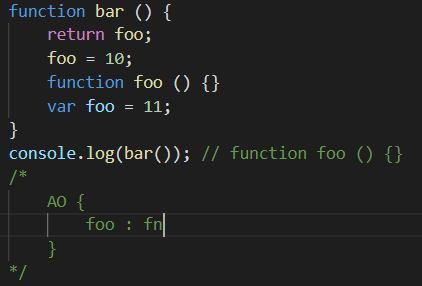 function bar () {
    return foo;
    foo = 10;
    function foo () {}
    var foo = 11;
}
console.log(bar()); // function foo () {}
/*
    AO {
        foo : fn
    }
*/